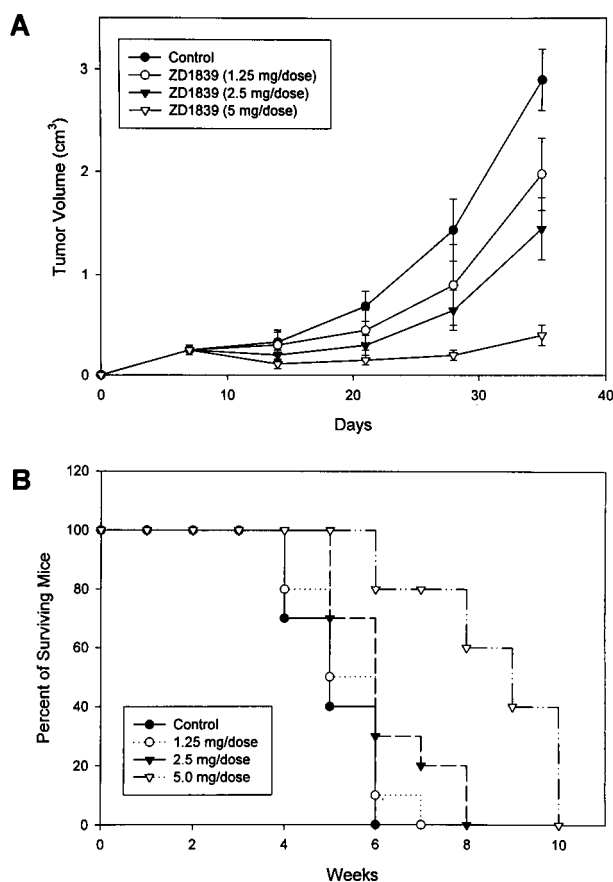 A
Control
ZD1839 (1.25 mg/dose)
ZD1839 (2.5 mg/dose)
ZD1839 (5 mg/dose)
3
2
1
0
Tumor Volume (cm³)
0
10
20
30
40
Days
B
120
100
80
60
40
20
0
Percent of Surviving Mice
Control
1.25 mg/dose
2.5 mg/dose
5.0 mg/dose
0
2
4
6
8
10
Weeks